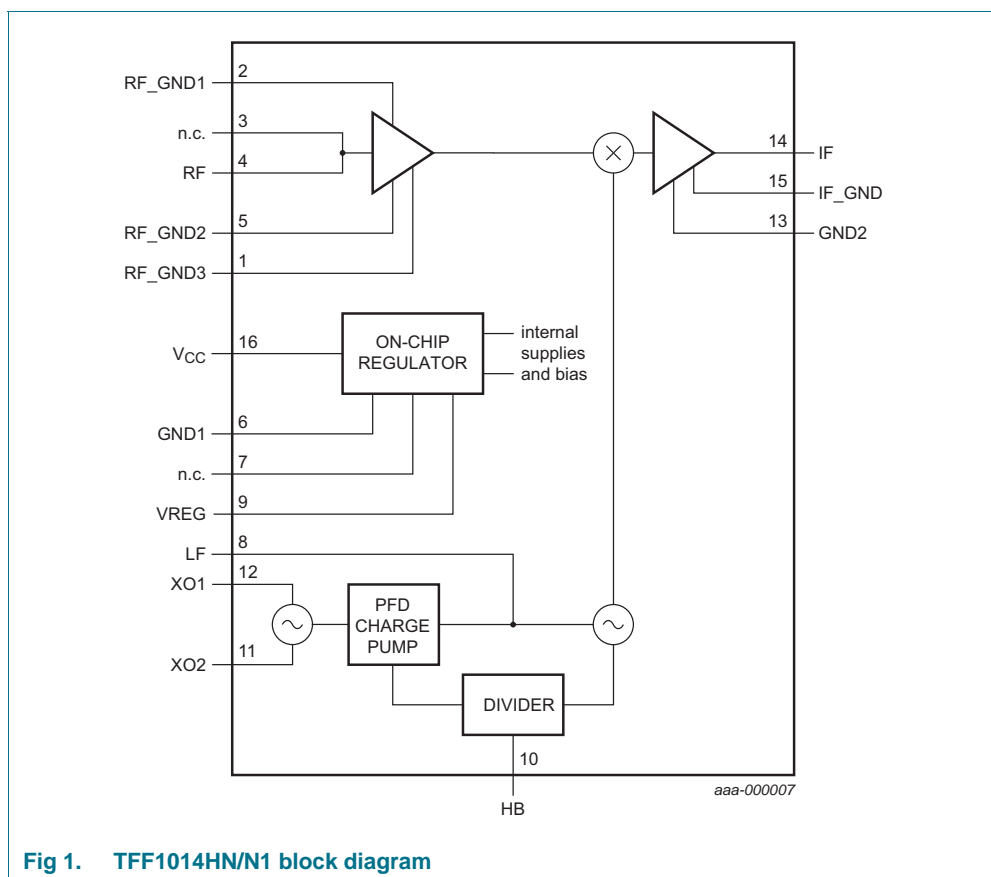 RF_GND1
2
n.c.
3
RF
4
RF_GND2
5
RF_GND3
1
14
IF
15
IF_GND
13
GND2
VCC
16
ON-CHIP
REGULATOR
internal
supplies
and bias
GND1
6
n.c.
7
VREG
9
LF
8
XO1
12
XO2
11
PFD
CHARGE
PUMP
DIVIDER
10
HB
aaa-000007
Fig 1. TFF1014HN/N1 block diagram